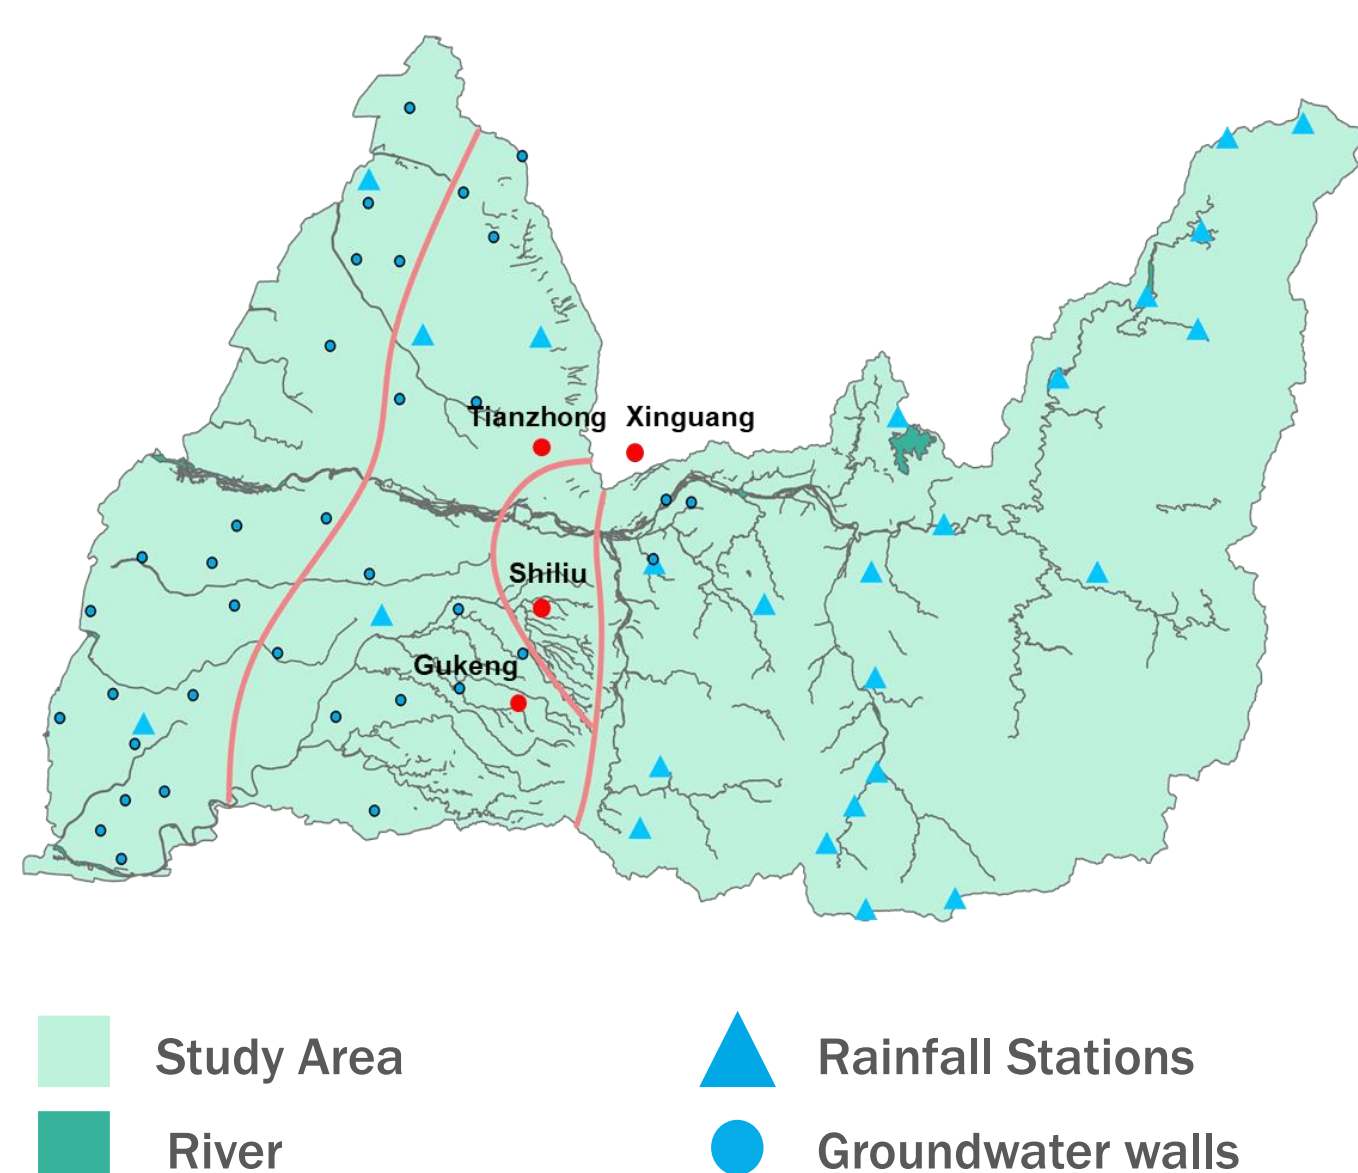 Tianzhong
Xinguang
Shiliu
Gukeng
Study Area
Rainfall Stations
River
Groundwater walls